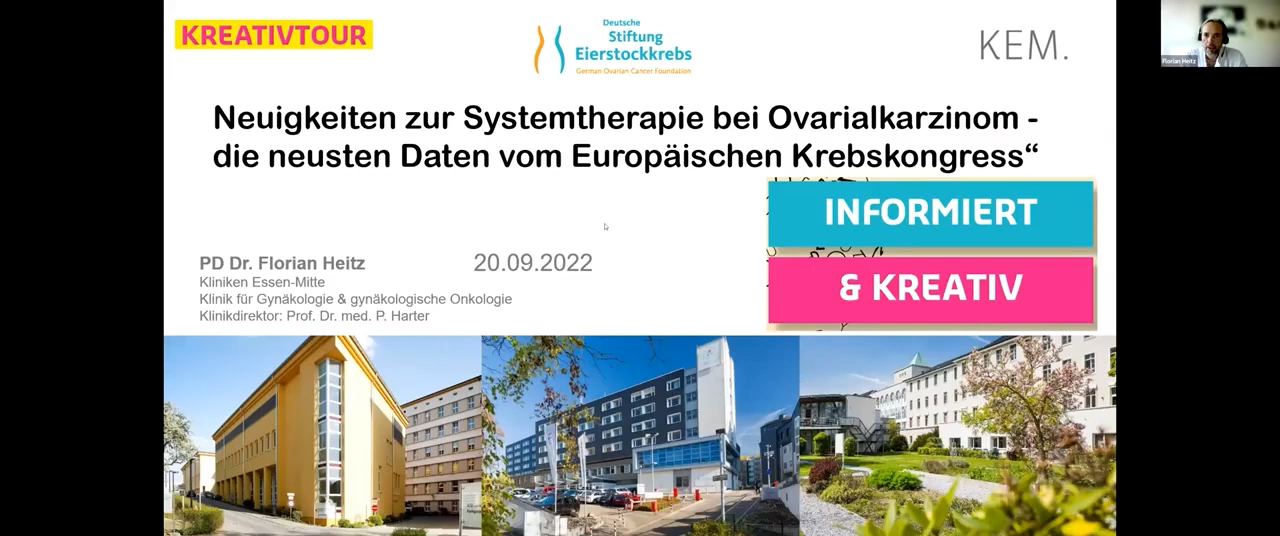 KREATIVTOUR
Deutsche
Stiftung
Eierstockkrebs
German Ovarian Cancer Foundation
KEM.
Florian Heitz
Neuigkeiten zur Systemtherapie bei Ovarialkarzinom -
die neusten Daten vom Europäischen Krebskongress“
INFORMIERT
& KREATIV
PD Dr. Florian Heitz
20.09.2022
Kliniken Essen-Mitte
Klinik für Gynäkologie & gynäkologische Onkologie
Klinikdirektor: Prof. Dr. med. P. Harter